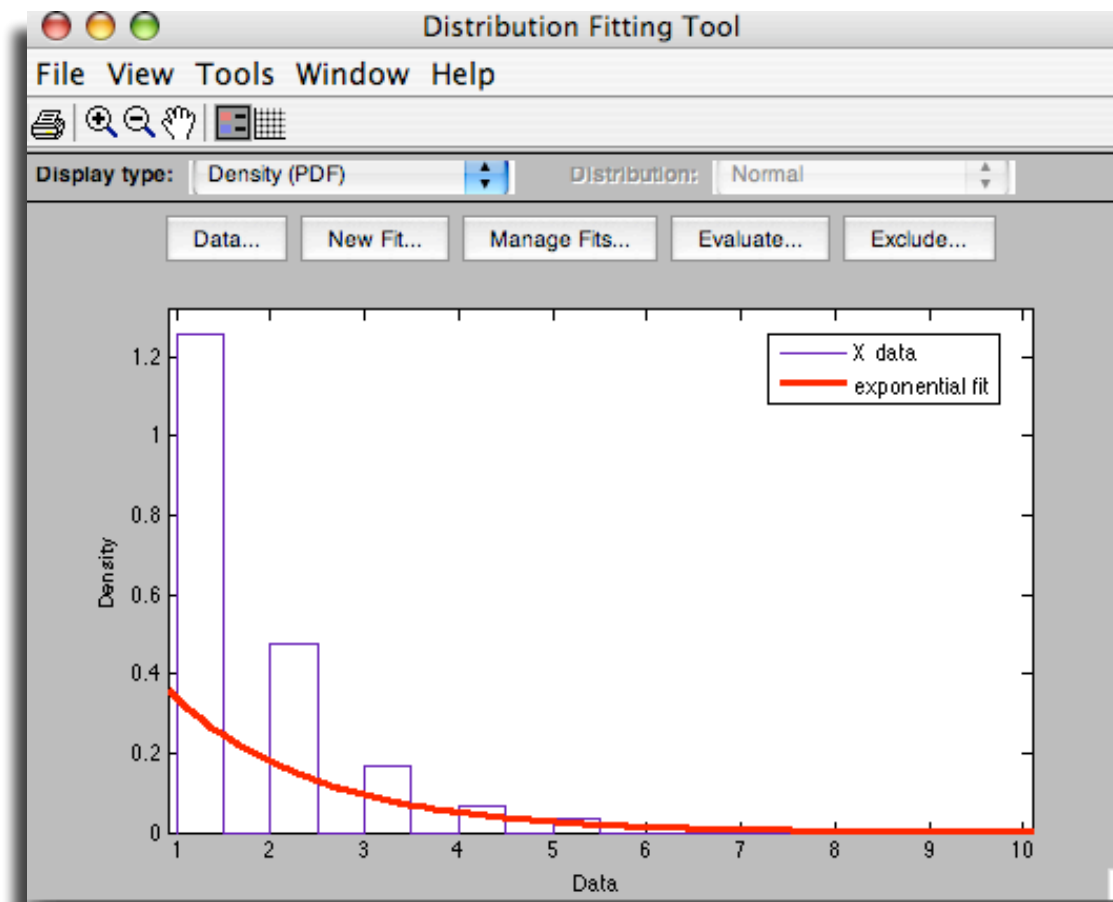 Distribution Fitting Tool
File View Tools Window Help
Display type: Density (PDF) Distribution: Normal
Data... New Fit... Manage Fits... Evaluate... Exclude...
X data
exponential fit
1.2
1
0.8
0.6
0.4
0.2
0
Density
1 2 3 4 5 6 7 8 9 10
Data